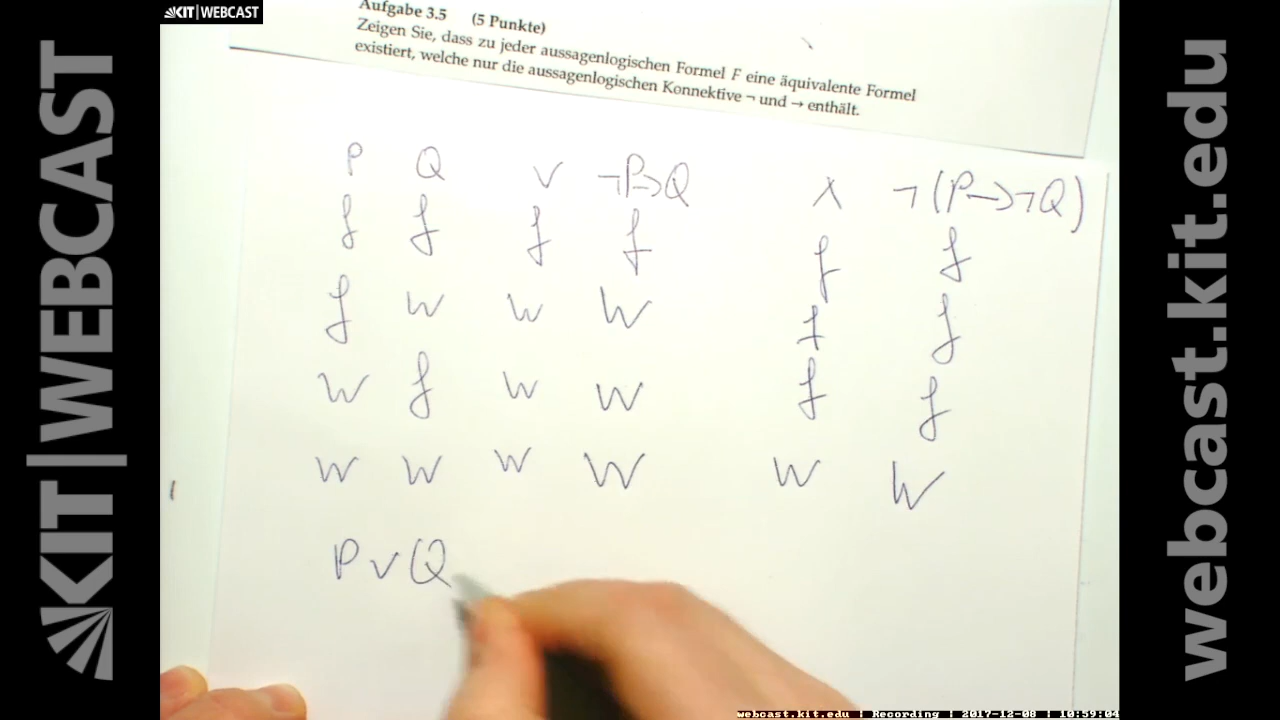 KIT|WEBCAST
KIT|WEBCAST
webcast.kit.edu
Aufgabe 3.5 (5 Punkte)
Zeigen Sie, dass zu jeder aussagenlogischen Formel F eine äquivalente Formel
existiert, welche nur die aussagenlogischen Konnektive ¬ und → enthält.
P Q ∨ ¬P→Q ∧ ¬(P→¬Q)
f f f f f f
f w w w f f
w f w w f f
w w w w w w
P∨Q
webcast.kit.edu | Recording | 2017-12-08 | 10:59:04